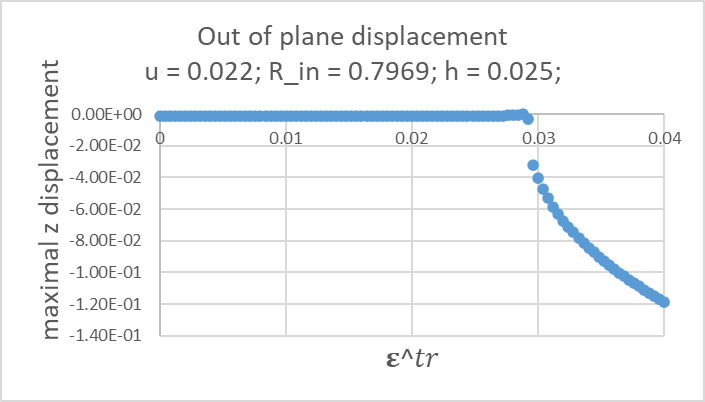 Out of plane displacement
u = 0.022; R_in = 0.7969; h = 0.025;
maximal z displacement
0.00E+00
-2.00E-02
-4.00E-02
-6.00E-02
-8.00E-02
-1.00E-01
-1.20E-01
-1.40E-01
0 0.01 0.02 0.03 0.04
ε^tr